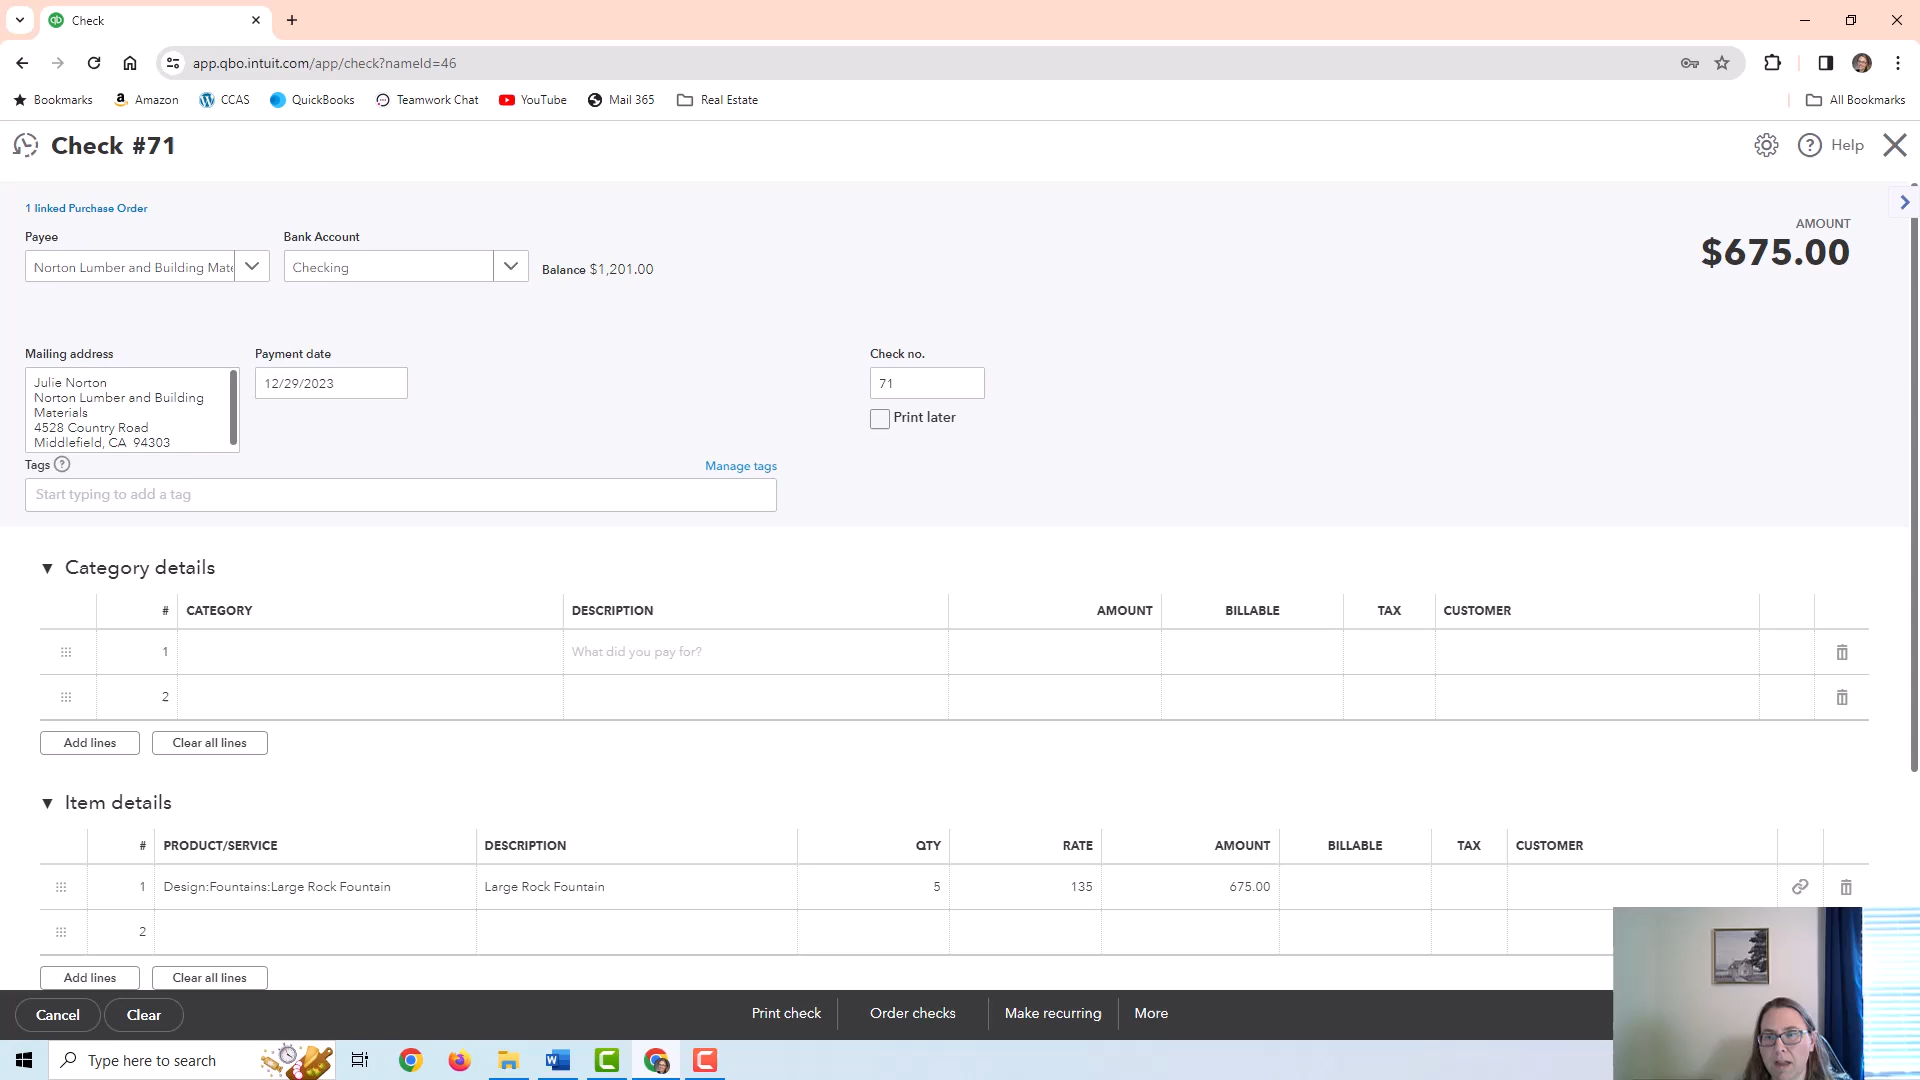 Check
app.qbo.intuit.com/app/check?nameId=46
Bookmarks Amazon CCAS QuickBooks Teamwork Chat YouTube Mail 365 Real Estate All Bookmarks
Check #71
Help
1 linked Purchase Order
AMOUNT
$675.00
Payee Bank Account
Norton Lumber and Building Mate Checking Balance $1,201.00
Mailing address Payment date Check no.
Julie Norton
Norton Lumber and Building
Materials
4528 Country Road
Middlefield, CA 94303
12/29/2023
71
Print later
Tags Manage tags
Start typing to add a tag
Category details
# CATEGORY DESCRIPTION AMOUNT BILLABLE TAX CUSTOMER
1 What did you pay for?
2
Add lines Clear all lines
Item details
# PRODUCT/SERVICE DESCRIPTION QTY RATE AMOUNT BILLABLE TAX CUSTOMER
1 Design:Fountains:Large Rock Fountain Large Rock Fountain 5 135 675.00
2
Add lines Clear all lines
Cancel Clear Print check Order checks Make recurring More
Type here to search